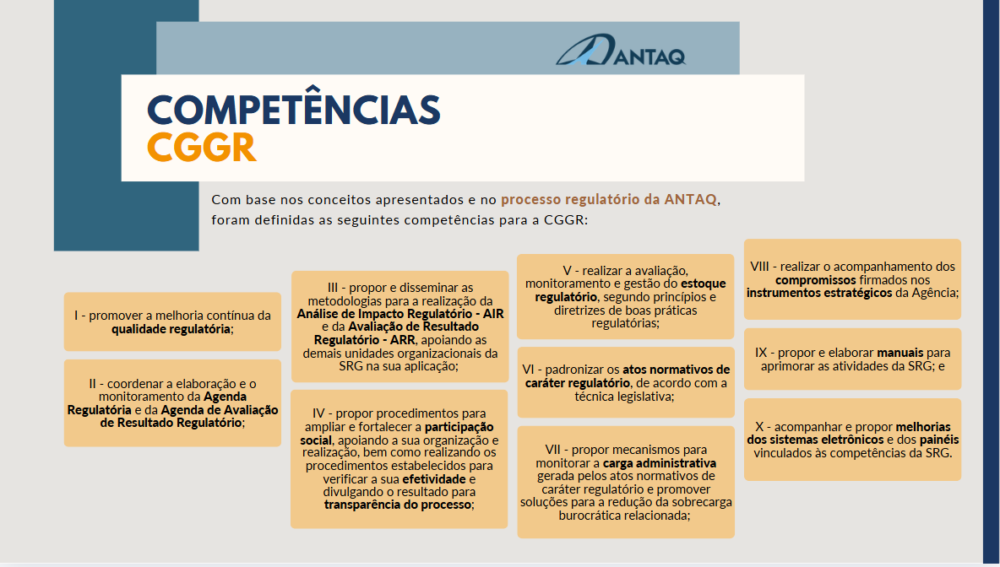 ANTAQ
COMPETÊNCIAS
CGGR
Com base nos conceitos apresentados e no processo regulatório da ANTAQ,
foram definidas as seguintes competências para a CGGR:
I - promover a melhoria contínua da
qualidade regulatória;
II - coordenar a elaboração e o
monitoramento da Agenda
Regulatória e da Agenda de Avaliação
de Resultado Regulatório;
III - propor e disseminar as
metodologias para a realização da
Análise de Impacto Regulatório - AIR
e da Avaliação de Resultado
Regulatório - ARR, apoiando as
demais unidades organizacionais da
SRG na sua aplicação;
IV - propor procedimentos para
ampliar e fortalecer a participação
social, apoiando a sua organização e
realização, bem como realizando os
procedimentos estabelecidos para
verificar a sua efetividade e
divulgando o resultado para
transparência do processo;
V - realizar a avaliação,
monitoramento e gestão do estoque
regulatório, segundo princípios e
diretrizes de boas práticas
regulatórias;
VI - padronizar os atos normativos de
caráter regulatório, de acordo com a
técnica legislativa;
VII - propor mecanismos para
monitorar a carga administrativa
gerada pelos atos normativos de
caráter regulatório e promover
soluções para a redução da sobrecarga
burocrática relacionada;
VIII - realizar o acompanhamento dos
compromissos firmados nos
instrumentos estratégicos da Agência;
IX - propor e elaborar manuais para
aprimorar as atividades da SRG; e
X - acompanhar e propor melhorias
dos sistemas eletrônicos e dos painéis
vinculados às competências da SRG.